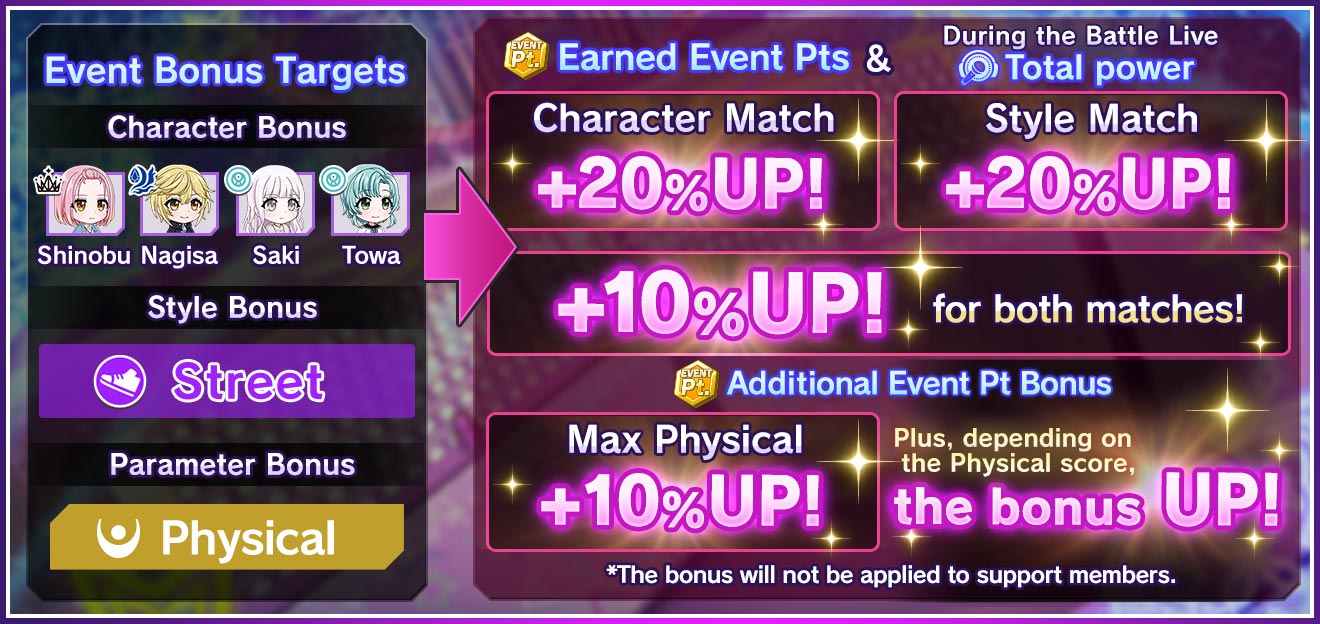 Event Bonus Targets
Character Bonus
Shinobu Nagisa Saki Towa
Style Bonus
Street
Parameter Bonus
Physical
EVENT Pt. Earned Event Pts &
During the Battle Live
Total power
Character Match
+20%UP!
Style Match
+20%UP!
+10%UP! for both matches!
EVENT Pt. Additional Event Pt Bonus
Max Physical
+10%UP!
Plus, depending on
the Physical score,
the bonus UP!
*The bonus will not be applied to support members.